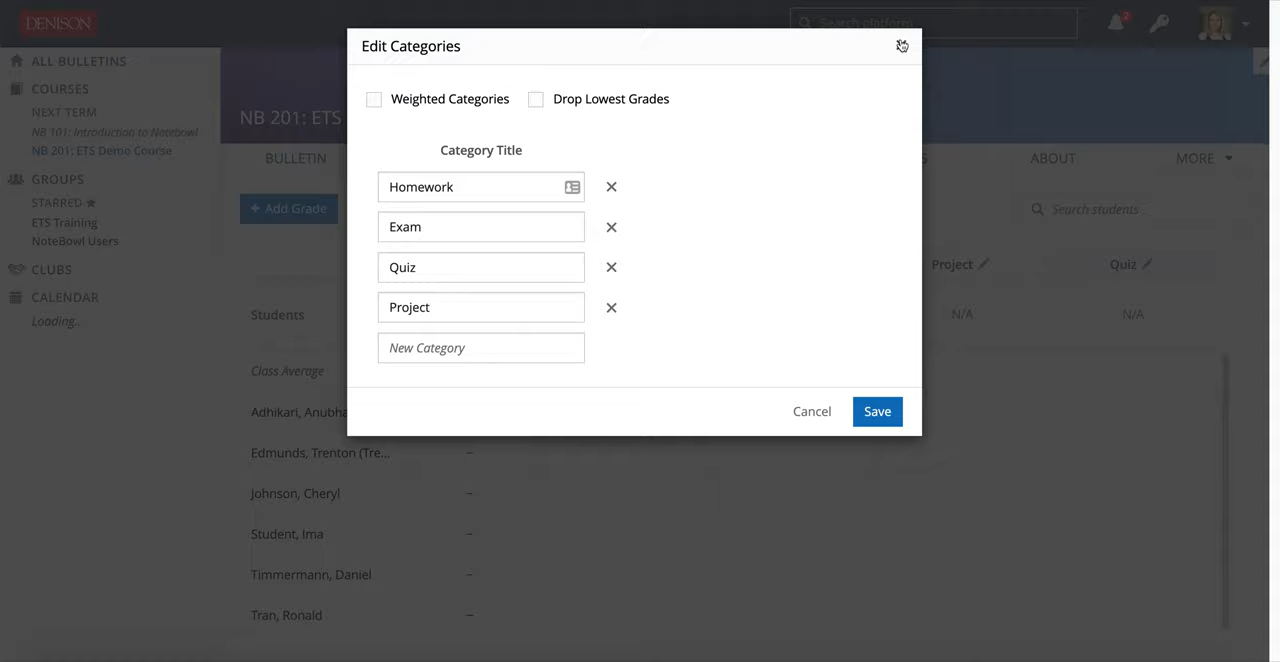 DENISON
Search platform
2
ALL BULLETINS
COURSES
NEXT TERM
NB 101: Introduction to Notebowl
NB 201: ETS Demo Course
GROUPS
STARRED
ETS Training
NoteBowl Users
CLUBS
CALENDAR
Loading..
NB 201: ETS
BULLETIN
S
ABOUT
MORE
+ Add Grade
Search students
Project
Quiz
Students
N/A
N/A
Class Average
Adhikari, Anubha
Edmunds, Trenton (Tre... –
Johnson, Cheryl –
Student, Ima –
Timmermann, Daniel –
Tran, Ronald –
Edit Categories
Weighted Categories
Drop Lowest Grades
Category Title
Homework
Exam
Quiz
Project
New Category
Cancel
Save